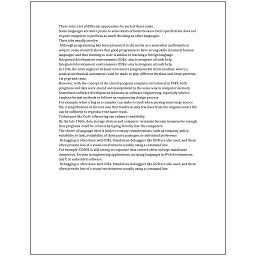 There exist a lot of different approaches for each of those tasks.
Some languages are more prone to some kinds of faults because their specification does not
require compilers to perform as much checking as other languages.
These jobs usually involve:
Although programming has been presented in the media as a somewhat mathematical
subject, some research shows that good programmers have strong skills in natural human
languages, and that learning to code is similar to learning a foreign language.
Integrated development environments (IDEs) aim to integrate all such help.
Integrated development environments (IDEs) aim to integrate all such help.
In 1206, the Arab engineer Al-Jazari invented a programmable drum machine where a
musical mechanical automaton could be made to play different rhythms and drum patterns,
via pegs and cams.
However, with the concept of the stored-program computer introduced in 1949, both
programs and data were stored and manipulated in the same way in computer memory.
Sometimes software development is known as software engineering, especially when it
employs formal methods or follows an engineering design process.
For example, when a bug in a compiler can make it crash when parsing some large source
file, a simplification of the test case that results in only few lines from the original source file
can be sufficient to reproduce the same crash.
Techniques like Code refactoring can enhance readability.
By the late 1960s, data storage devices and computer terminals became inexpensive enough
that programs could be created by typing directly into the computers.
The choice of language used is subject to many considerations, such as company policy,
suitability to task, availability of third-party packages, or individual preference.
Debugging is often done with IDEs. Standalone debuggers like GDB are also used, and these
often provide less of a visual environment, usually using a command line.
For example, COBOL is still strong in corporate data centers often on large mainframe
computers, Fortran in engineering applications, scripting languages in Web development,
and C in embedded software.
Debugging is often done with IDEs. Standalone debuggers like GDB are also used, and these
often provide less of a visual environment, usually using a command line.